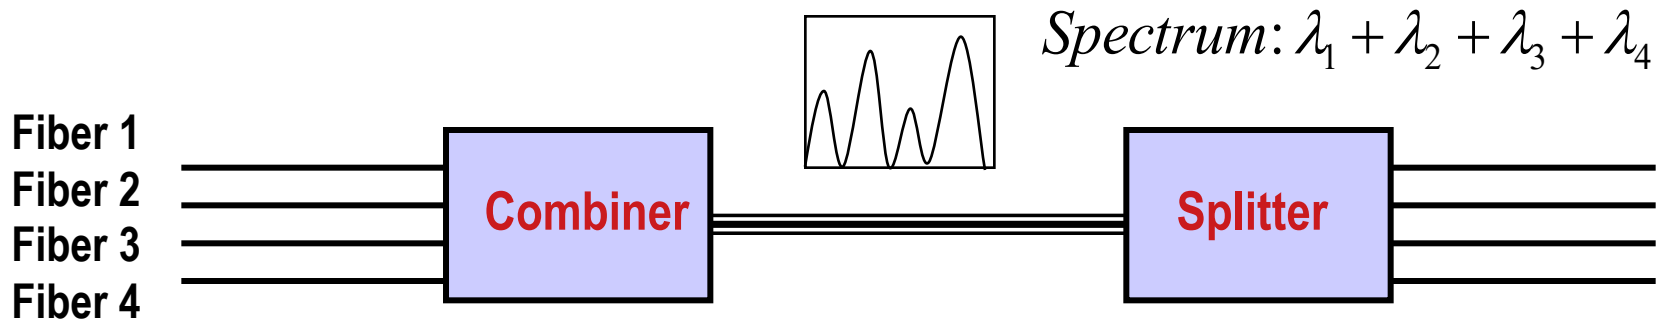 Spectrum: λ₁ + λ₂ + λ₃ + λ₄
Fiber 1
Fiber 2
Fiber 3
Fiber 4
Combiner
Splitter